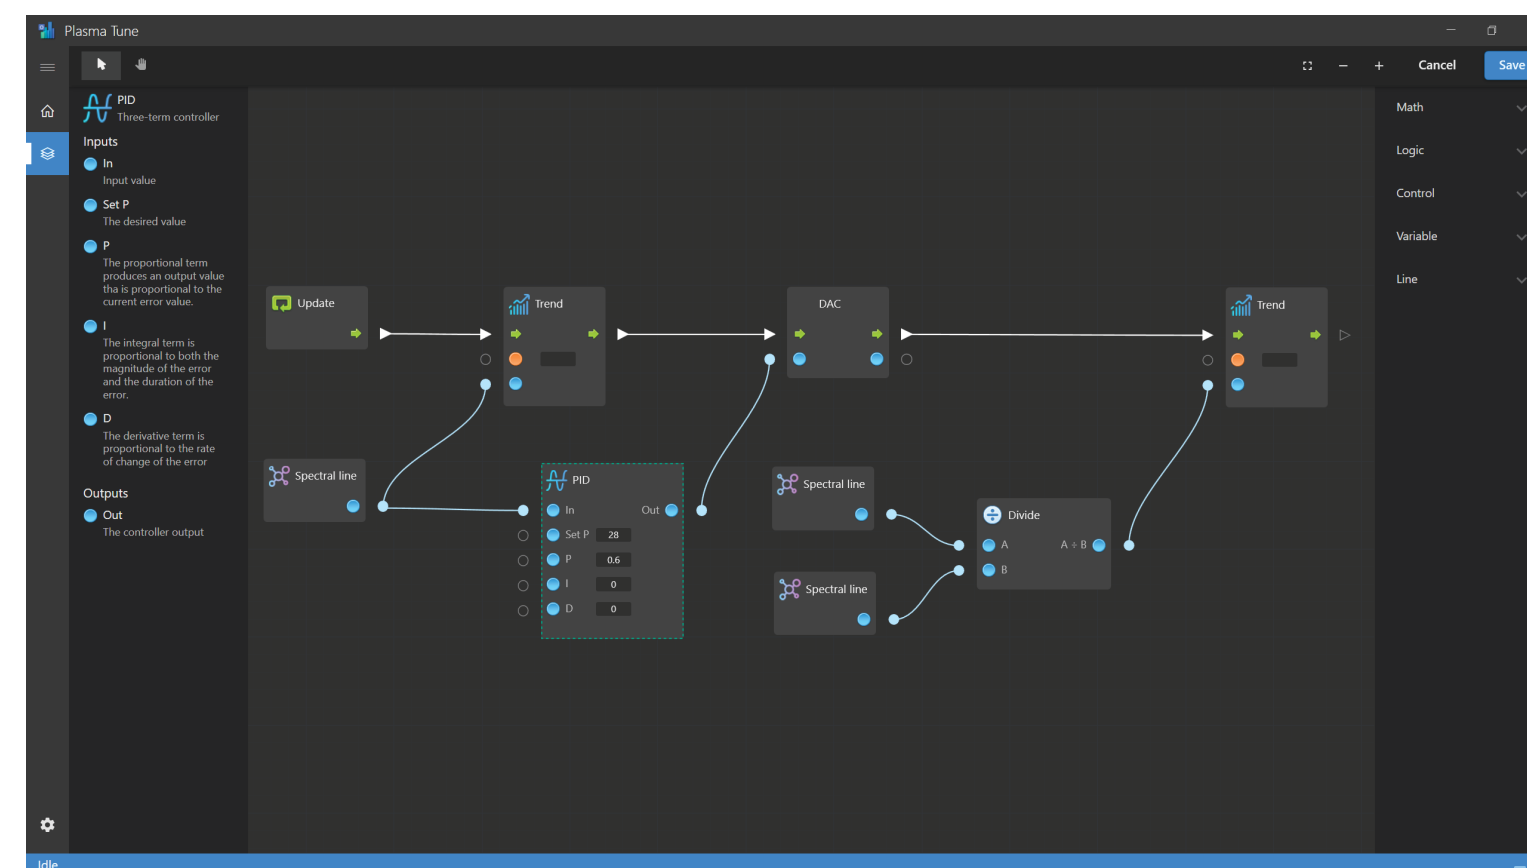 Plasma Tune
Cancel
Save
PID
Three-term controller
Inputs
In
Input value
Set P
The desired value
P
The proportional term
produces an output value
tha is proportional to the
current error value.
I
The integral term is
proportional to both the
magnitude of the error
and the duration of the
error.
D
The derivative term is
proportional to the rate
of change of the error
Outputs
Out
The controller output
Update
Trend
DAC
Trend
Spectral line
PID
In
Out
Set P
28
P
0.6
I
0
D
0
Spectral line
Spectral line
Divide
A
A ÷ B
B
Math
Logic
Control
Variable
Line
Idle